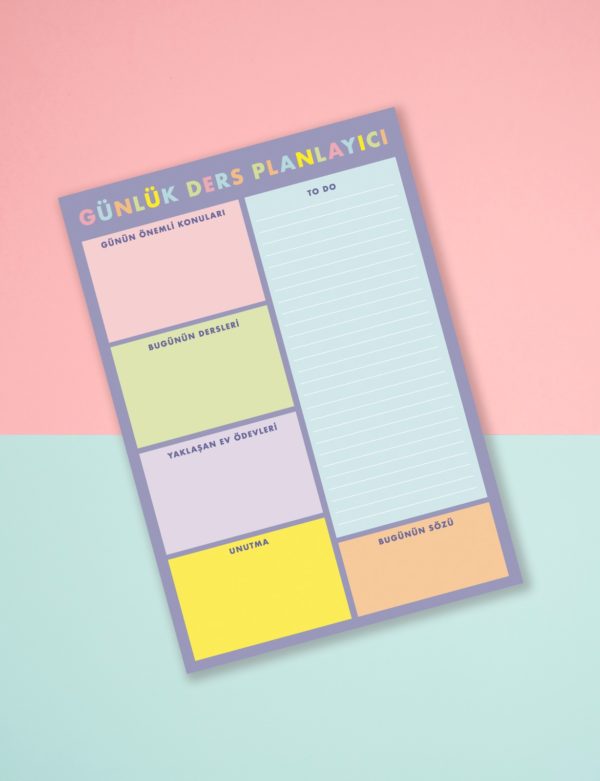 GÜNLÜK DERS PLANLAYICI
GÜNÜN ÖNEMLİ KONULARI
BUGÜNÜN DERSLERİ
YAKLAŞAN EV ÖDEVLERİ
UNUTMA
TO DO
BUGÜNÜN SÖZÜ